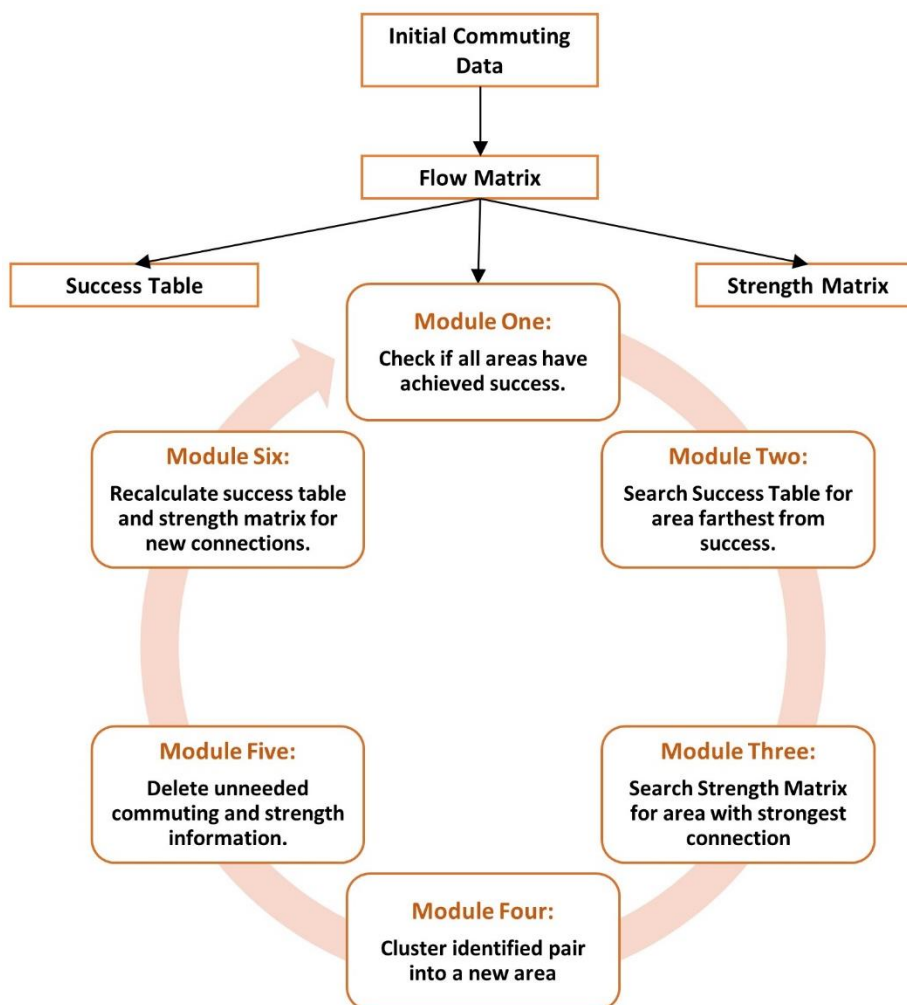 Initial Commuting
Data
Flow Matrix
Success Table
Strength Matrix
Module One:
Check if all areas have
achieved success.
Module Two:
Search Success Table for
area farthest from
success.
Module Three:
Search Strength Matrix
for area with strongest
connection
Module Four:
Cluster identified pair
into a new area
Module Five:
Delete unneeded
commuting and strength
information.
Module Six:
Recalculate success table
and strength matrix for
new connections.